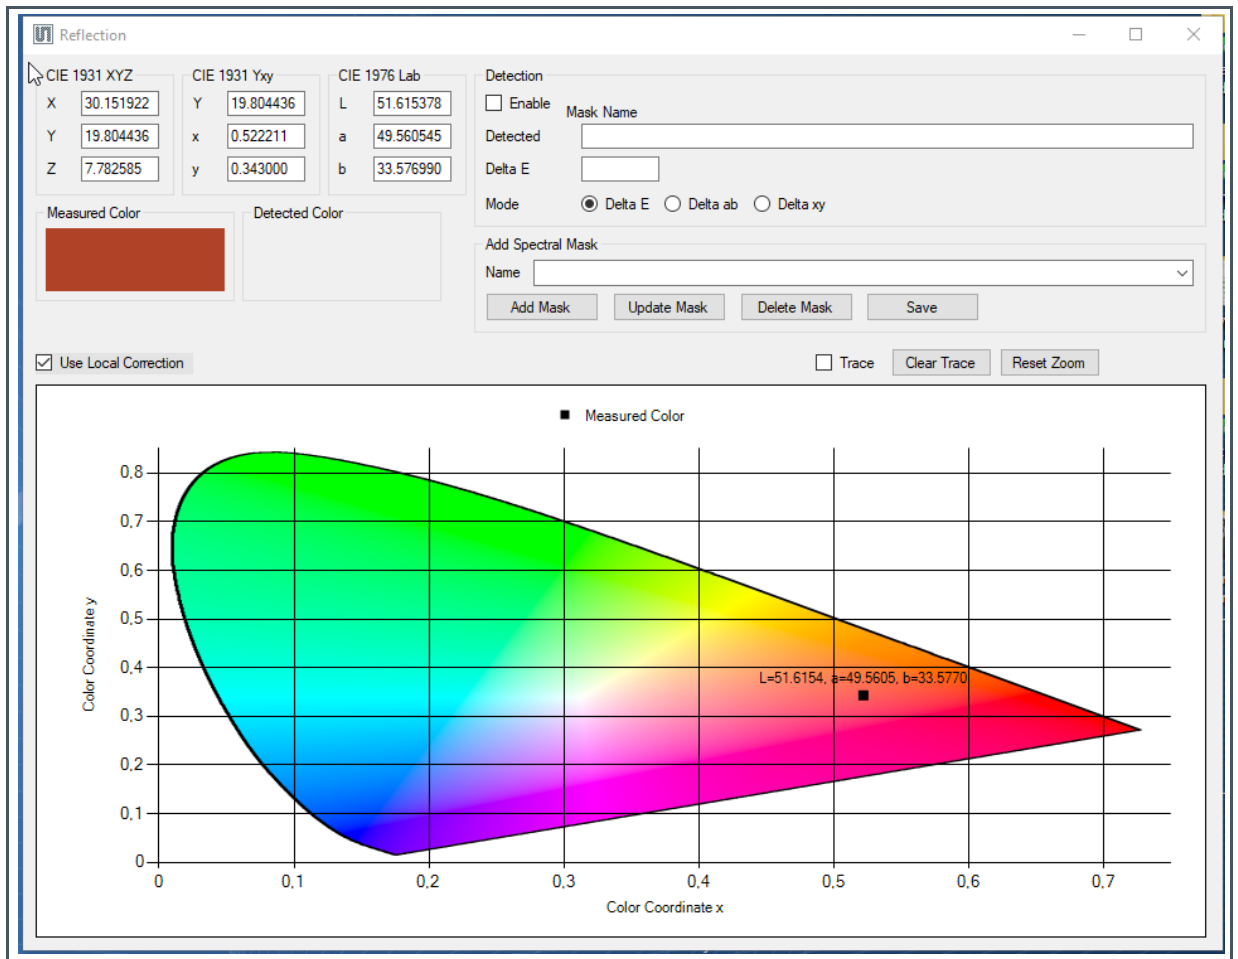 Reflection
CIE 1931 XYZ
X 30.151922
Y 19.804436
Z 7.782585
CIE 1931 Yxy
Y 19.804436
x 0.522211
y 0.343000
CIE 1976 Lab
L 51.615378
a 49.560545
b 33.576990
Detection
Enable
Mask Name
Detected
Delta E
Mode Delta E Delta ab Delta xy
Measured Color
Detected Color
Add Spectral Mask
Name
Add Mask Update Mask Delete Mask Save
Use Local Correction
Trace Clear Trace Reset Zoom
Measured Color
0,8
0,7
0,6
0,5
0,4
0,3
0,2
0,1
0
Color Coordinate y
L=51.6154, a=49.5605, b=33.5770
0 0,1 0,2 0,3 0,4 0,5 0,6 0,7
Color Coordinate x